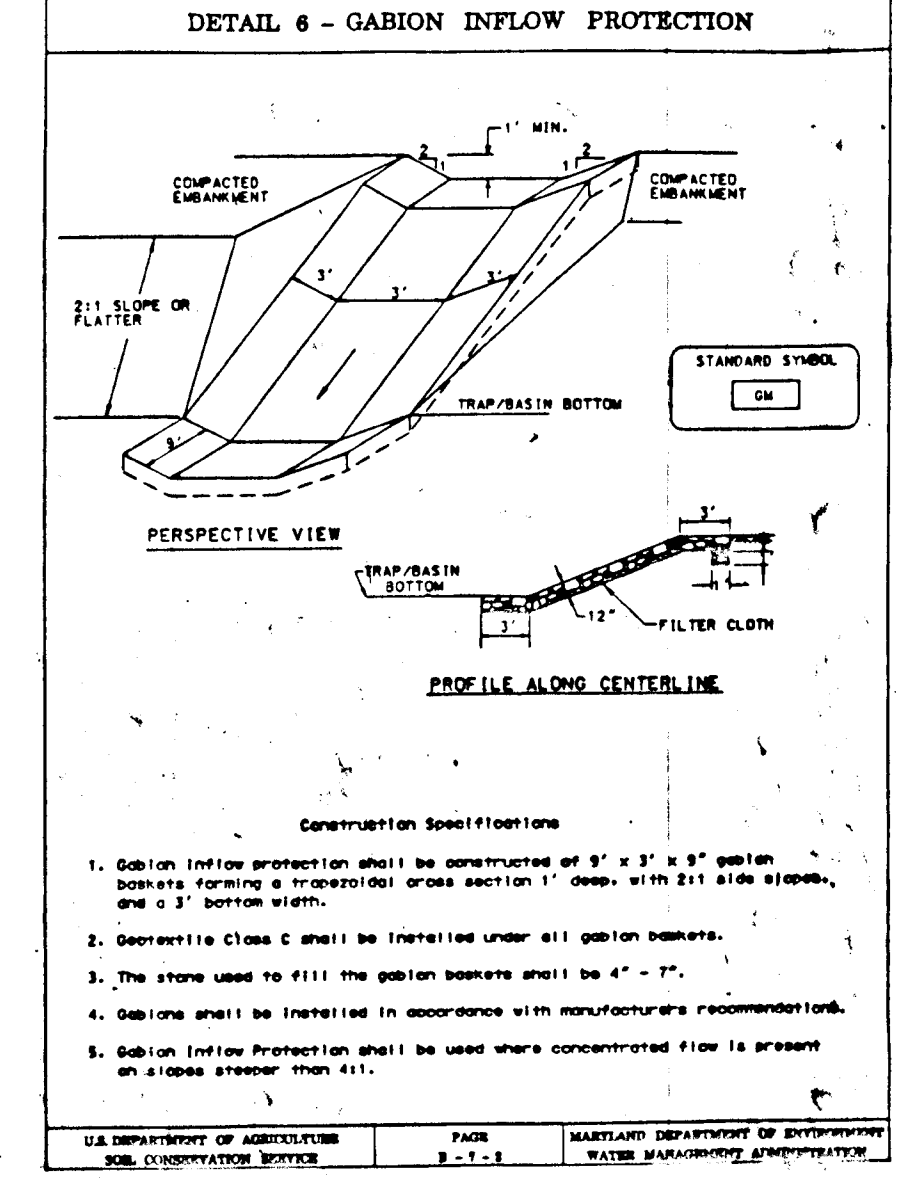 DETAIL 6 - GABION INFLOW PROTECTION
1' MIN.
2
1
1
2
COMPACTED
EMBANKMENT
COMPACTED
EMBANKMENT
3'
3'
3'
2:1 SLOPE OR
FLATTER
STANDARD SYMBOL
GM
TRAP/BASIN BOTTOM
9'
PERSPECTIVE VIEW
3'
TRAP/BASIN
BOTTOM
1'
12"
FILTER CLOTH
3'
PROFILE ALONG CENTERLINE
Construction Specifications
1. Gabion inflow protection shall be constructed of 9' x 3' x 9" gabion
baskets forming a trapezoidal cross section 1' deep, with 2:1 side slopes,
and a 3' bottom width.
2. Geotextile Class C shall be installed under all gabion baskets.
3. The stone used to fill the gabion baskets shall be 4" - 7".
4. Gabions shall be installed in accordance with manufacturers recommendations.
5. Gabion Inflow Protection shall be used where concentrated flow is present
on slopes steeper than 4:1.
U.S. DEPARTMENT OF AGRICULTURE
SOIL CONSERVATION SERVICE
PAGE
B - 7 - 2
MARYLAND DEPARTMENT OF ENVIRONMENT
WATER MANAGEMENT ADMINISTRATION